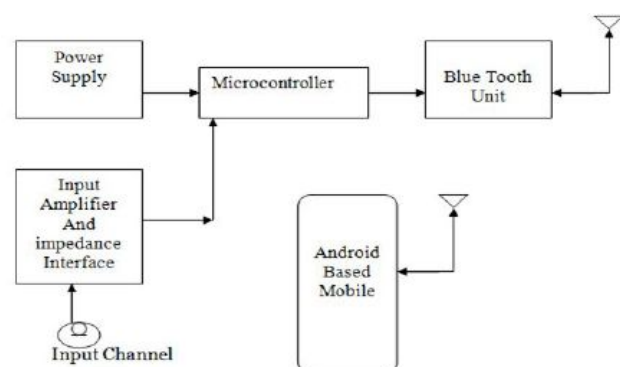 Power
Supply
Microcontroller
Blue Tooth
Unit
Input
Amplifier
And
impedance
Interface
Android
Based
Mobile
Input Channel